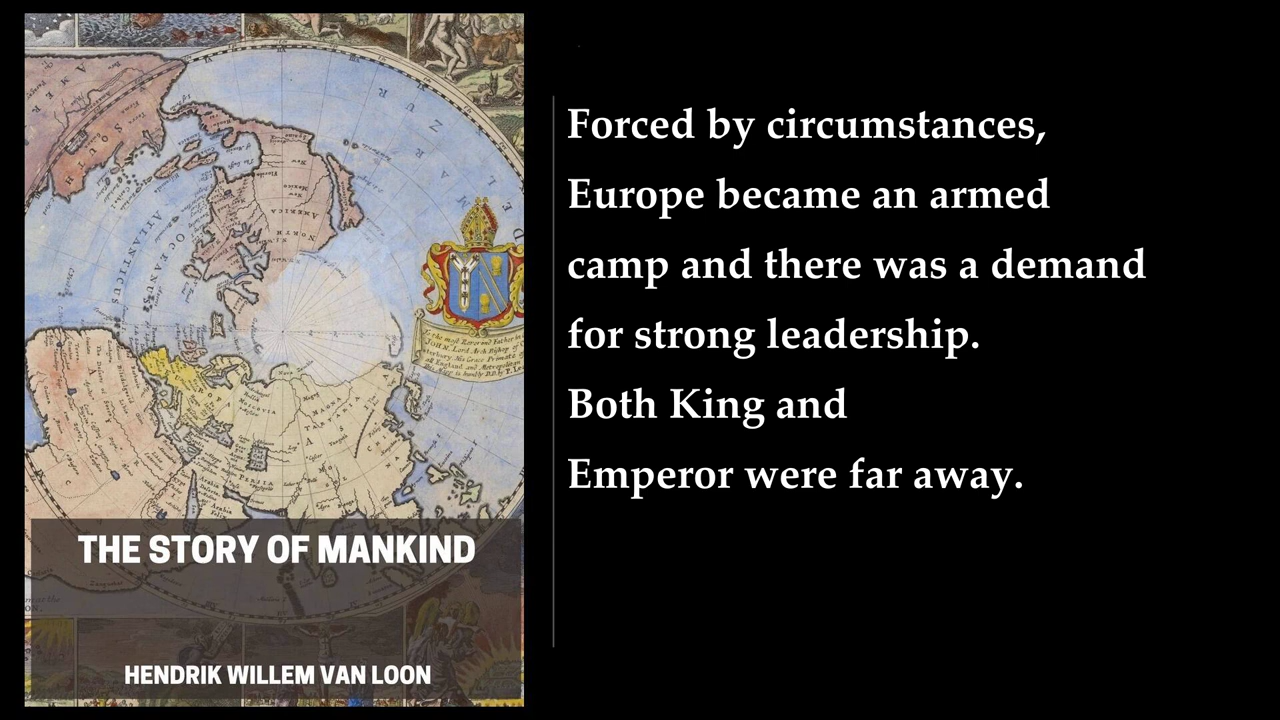 THE STORY OF MANKIND
HENDRIK WILLEM VAN LOON
Forced by circumstances,
Europe became an armed
camp and there was a demand
for strong leadership.
Both King and
Emperor were far away.